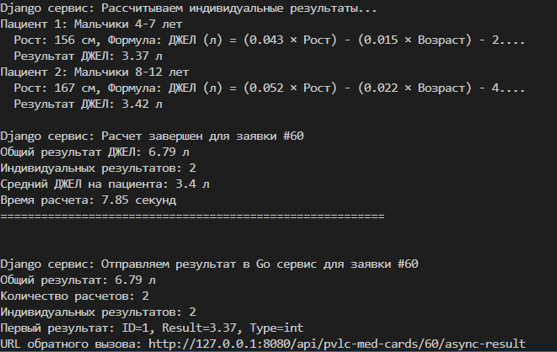 Django сервис: Рассчитываем индивидуальные результаты...
Пациент 1: Мальчики 4-7 лет
Рост: 156 см, Формула: ДЖЕЛ (л) = (0.043 × Рост) - (0.015 × Возраст) - 2....
Результат ДЖЕЛ: 3.37 л
Пациент 2: Мальчики 8-12 лет
Рост: 167 см, Формула: ДЖЕЛ (л) = (0.052 × Рост) - (0.022 × Возраст) - 4....
Результат ДЖЕЛ: 3.42 л
Django сервис: Расчет завершен для заявки #60
Общий результат ДЖЕЛ: 6.79 л
Индивидуальных результатов: 2
Средний ДЖЕЛ на пациента: 3.4 л
Время расчета: 7.85 секунд
============================================================
Django сервис: Отправляем результат в Go сервис для заявки #60
Общий результат: 6.79 л
Количество расчетов: 2
Индивидуальных результатов: 2
Первый результат: ID=1, Result=3.37, Type=int
URL обратного вызова: http://127.0.0.1:8080/api/pvlc-med-cards/60/async-result